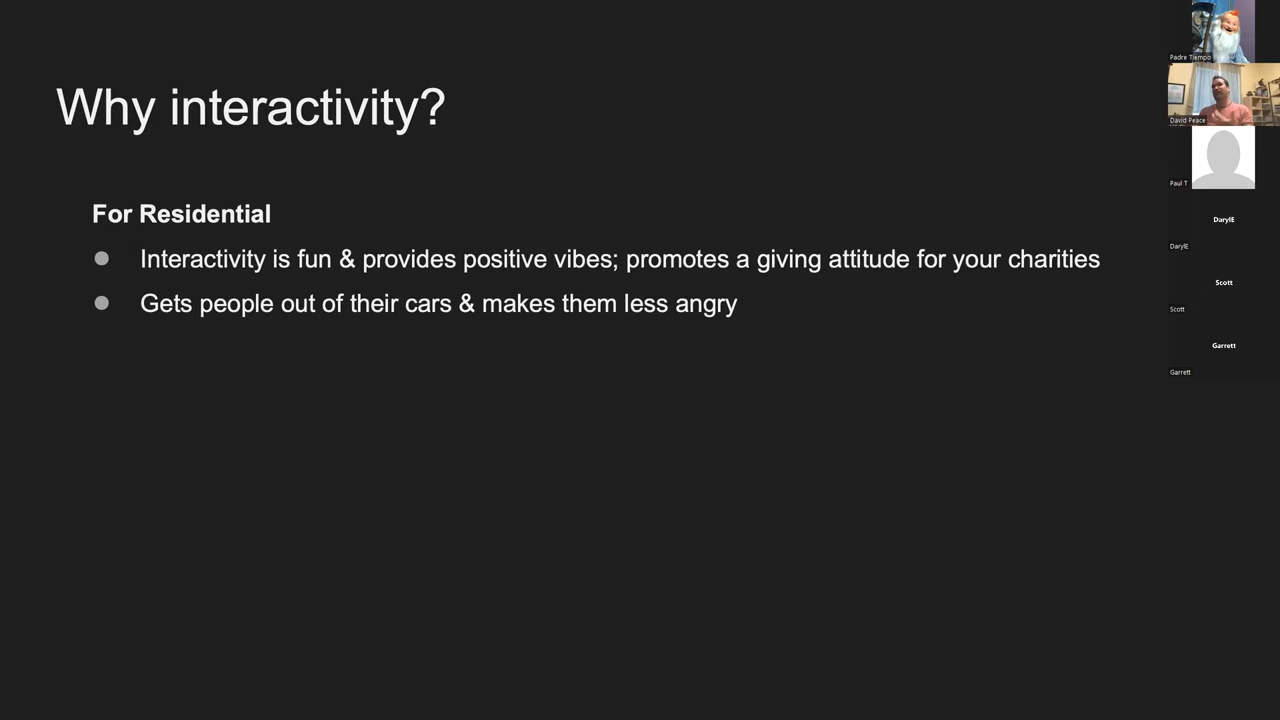 Why interactivity?
For Residential
Interactivity is fun & provides positive vibes; promotes a giving attitude for your charities
Gets people out of their cars & makes them less angry
Padre Tiempo
David Peace
Paul T
DarylE
DarylE
Scott
Scott
Garrett
Garrett